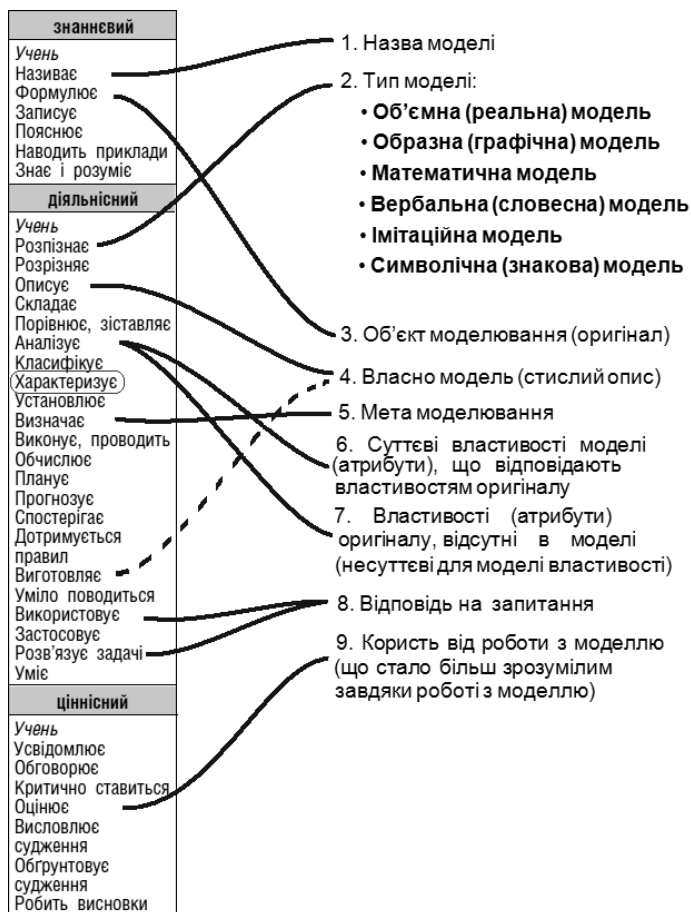 знаннєвий
Учень
Називає
Формулює
Записує
Пояснює
Наводить приклади
Знає і розуміє
діяльнісний
Учень
Розпізнає
Розрізняє
Описує
Складає
Порівнює, зіставляє
Аналізує
Класифікує
Характеризує
Установлює
Визначає
Виконує, проводить
Обчислює
Планує
Прогнозує
Спостерігає
Дотримується
правил
Виготовляє
Уміло поводиться
Використовує
Застосовує
Розв'язує задачі
Уміє
ціннісний
Учень
Усвідомлює
Обговорює
Критично ставиться
Оцінює
Висловлює
судження
Обґрунтовує
судження
Робить висновки
1. Назва моделі
2. Тип моделі:
• Об'ємна (реальна) модель
• Образна (графічна) модель
• Математична модель
• Вербальна (словесна) модель
• Імітаційна модель
• Символічна (знакова) модель
3. Об'єкт моделювання (оригінал)
4. Власно модель (стислий опис)
5. Мета моделювання
6. Суттєві властивості моделі
(атрибути), що відповідають
властивостям оригіналу
7. Властивості (атрибути)
оригіналу, відсутні в моделі
(несуттєві для моделі властивості)
8. Відповідь на запитання
9. Користь від роботи з моделлю
(що стало більш зрозумілим
завдяки роботі з моделлю)